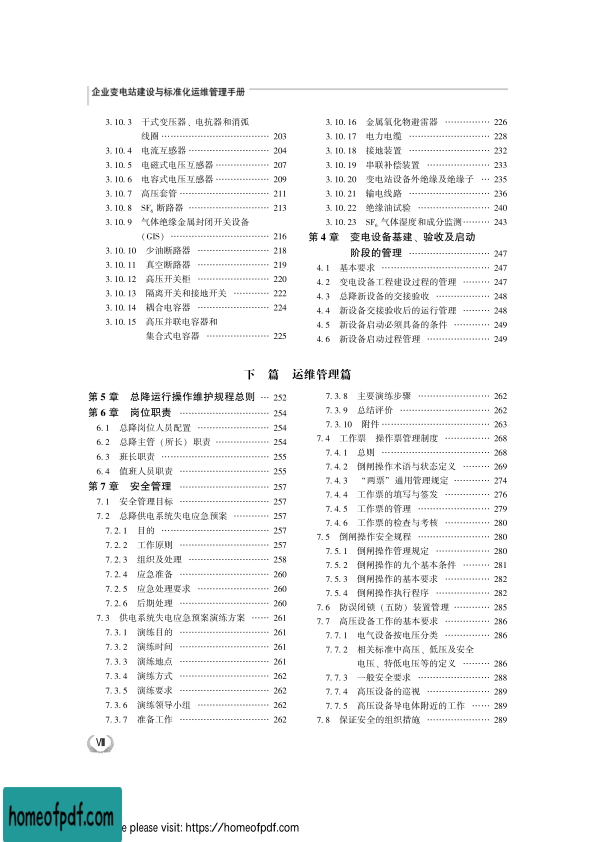 企业变电站建设与标准化运维管理手册
3.10.3 干式变压器、电抗器和消弧
线圈 …………………………… 203
3.10.4 电流互感器 …………………… 204
3.10.5 电磁式电压互感器 …………… 207
3.10.6 电容式电压互感器 …………… 209
3.10.7 高压套管 ……………………… 211
3.10.8 SF₆ 断路器 …………………… 213
3.10.9 气体绝缘金属封闭开关设备
(GIS) ………………………… 216
3.10.10 少油断路器 ………………… 218
3.10.11 真空断路器 ………………… 219
3.10.12 高压开关柜 ………………… 220
3.10.13 隔离开关和接地开关 ……… 222
3.10.14 耦合电容器 ………………… 224
3.10.15 高压并联电容器和
集合式电容器 ……………… 225
3.10.16 金属氧化物避雷器 ………… 226
3.10.17 电力电缆 …………………… 228
3.10.18 接地装置 …………………… 232
3.10.19 串联补偿装置 ……………… 233
3.10.20 变电站设备外绝缘及绝缘子 … 235
3.10.21 输电线路 …………………… 236
3.10.22 绝缘油试验 ………………… 240
3.10.23 SF₆ 气体湿度和成分监测……… 243
第 4 章 变电设备基建、验收及启动
阶段的管理 …………………… 247
4.1 基本要求 ………………………… 247
4.2 变电设备工程建设过程的管理 ……… 247
4.3 总降新设备的交接验收 …………… 248
4.4 新设备交接验收后的运行管理 ……… 248
4.5 新设备启动必须具备的条件 ……… 249
4.6 新设备启动过程管理 ……………… 249
下 篇 运维管理篇
第 5 章 总降运行操作维护规程总则 … 252
第 6 章 岗位职责 ……………………… 254
6.1 总降岗位人员配置 ………………… 254
6.2 总降主管（所长）职责 …………… 254
6.3 班长职责 ………………………… 255
6.4 值班人员职责 …………………… 255
第 7 章 安全管理 ……………………… 257
7.1 安全管理目标 …………………… 257
7.2 总降供电系统失电应急预案 ……… 257
7.2.1 目的 …………………………… 257
7.2.2 工作原则 ……………………… 257
7.2.3 组织及处理 …………………… 258
7.2.4 应急准备 ……………………… 260
7.2.5 应急处理要求 ………………… 260
7.2.6 后期处理 ……………………… 260
7.3 供电系统失电应急预案演练方案 …… 261
7.3.1 演练目的 ……………………… 261
7.3.2 演练时间 ……………………… 261
7.3.3 演练地点 ……………………… 261
7.3.4 演练方式 ……………………… 262
7.3.5 演练要求 ……………………… 262
7.3.6 演练领导小组 ………………… 262
7.3.7 准备工作 ……………………… 262
7.3.8 主要演练步骤 ………………… 262
7.3.9 总结评价 ……………………… 262
7.3.10 附件 ………………………… 263
7.4 工作票 操作票管理制度 ………… 268
7.4.1 总则 …………………………… 268
7.4.2 倒闸操作术语与状态定义 ……… 269
7.4.3 “两票”通用管理规定 ………… 274
7.4.4 工作票的填写与签发 ………… 276
7.4.5 工作票的管理 ………………… 279
7.4.6 工作票的检查与考核 ………… 280
7.5 倒闸操作安全规程 ……………… 280
7.5.1 倒闸操作管理规定 …………… 280
7.5.2 倒闸操作的九个基本条件 …… 281
7.5.3 倒闸操作的基本要求 ………… 282
7.5.4 倒闸操作执行程序 …………… 282
7.6 防误闭锁（五防）装置管理 ……… 285
7.7 高压设备工作的基本要求 ………… 286
7.7.1 电气设备按电压分类 ………… 286
7.7.2 相关标准中高压、低压及安全
电压、特低电压等的定义 …… 286
7.7.3 一般安全要求 ………………… 288
7.7.4 高压设备的巡视 ……………… 289
7.7.5 高压设备导电体附近的工作 …… 289
7.8 保证安全的组织措施 …………… 289
Ⅷ
homeofpdf.com
e please visit: https://homeofpdf.com